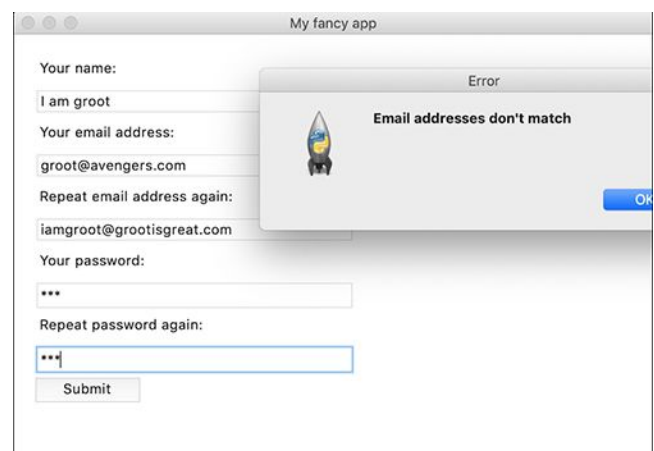 My fancy app
Your name:
I am groot
Your email address:
groot@avengers.com
Repeat email address again:
iamgroot@grootisgreat.com
Your password:
***
Repeat password again:
***
Submit
Error
Email addresses don't match
OK